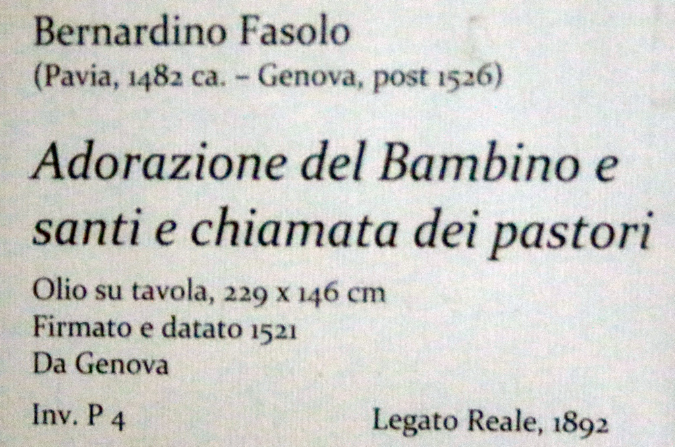 Bernardino Fasolo
(Pavia, 1482 ca. – Genova, post 1526)
Adorazione del Bambino e
santi e chiamata dei pastori
Olio su tavola, 229 x 146 cm
Firmato e datato 1521
Da Genova
Inv. P 4 Legato Reale, 1892